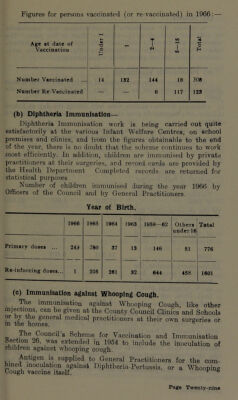 Figures for persons vaccinated (or re-vaccinated) in 1966 :—
Age at date of Vaccination | Under 1 | 1 | 2—4 | 5—15 | Total
Number Vaccinated ... | 14 | 132 | 144 | 18 | 308
Number Re-Vaccinated | | | 6 | 117 | 123
(b) Diphtheria Immunisation—
Diphtheria Immunisation work is being carried out quite
satisfactorily at the various Infant Welfare Centres, on school
premises and clinics, and from the figures obtainable to the end
of the year, there is no doubt that the scheme continues to work
most efficiently. In addition, children are immunised by private
practitioners at their surgeries, and record cards are provided by
the Health Department. Completed records are returned for
statistical purposes.
Number of children immunised during the year 1966 by
Officers of the Council and by General Practitioners.
Year of Birth.
1966 | 1965 | 1964 | 1963 | 1958—62 | Others under 16 | Total
Primary doses ... | 249 | 280 | 37 | 13 | 146 | 51 | 776
Re-inforcing doses... | 1 | 208 | 261 | 32 | 644 | 455 | 1601
(c) Immunisation against Whooping Cough.
The immunisation against Whooping Cough, like other
injections, can be given at the County Council Clinics and Schools
or by the general medical practitioners at their own surgeries or
in the homes.
The Council's Scheme for Vaccination and Immunisation
Section 26, was extended in 1954 to include the inoculation of
children against whooping cough.
Antigen is supplied to General Practitioners for the com-
bined inoculation against Diphtheria-Pertussis, or a Whooping
Cough vaccine itself.
Page Twenty-nine